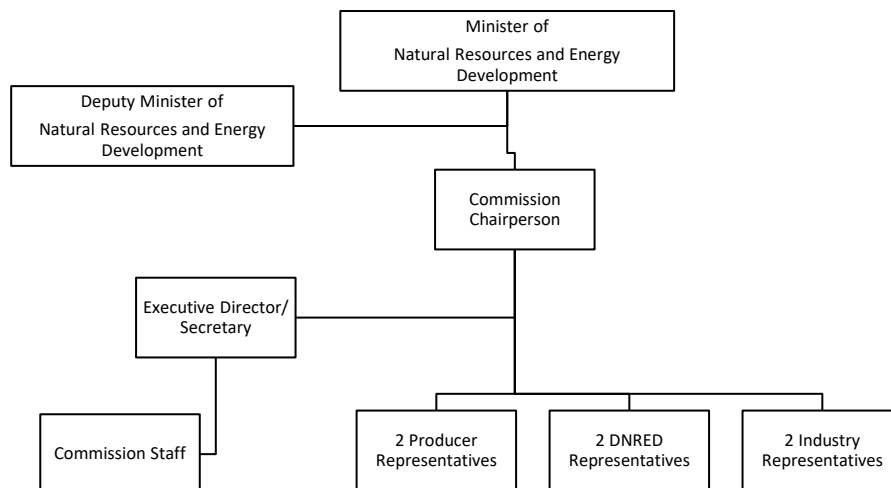 Minister of
Natural Resources and Energy
Development
Deputy Minister of
Natural Resources and Energy
Development
Commission
Chairperson
Executive Director/
Secretary
Commission Staff
2 Producer
Representatives
2 DNRED
Representatives
2 Industry
Representatives